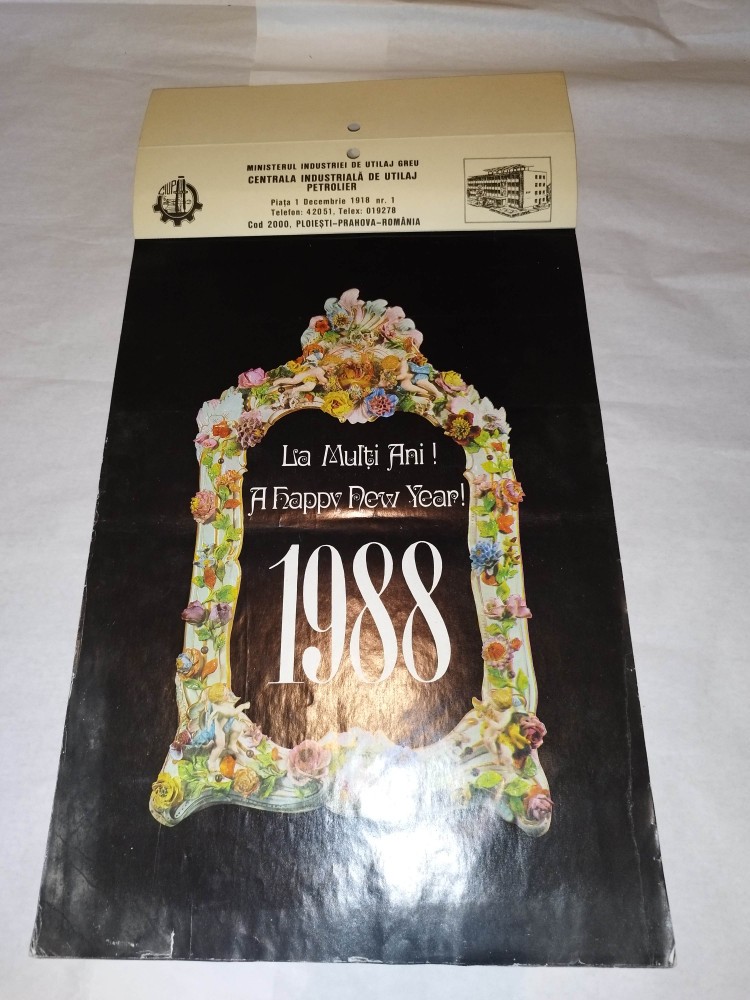 MINISTERUL INDUSTRIEI DE UTILAJ GREU
CENTRALA INDUSTRIALĂ DE UTILAJ
PETROLIER
Piața 1 Decembrie 1918 nr. 1
Telefon: 42051, Telex: 019278
Cod 2000, PLOIEȘTI–PRAHOVA–ROMÂNIA
CIUP
La Mulți Ani !
A Happy New Year!
1988